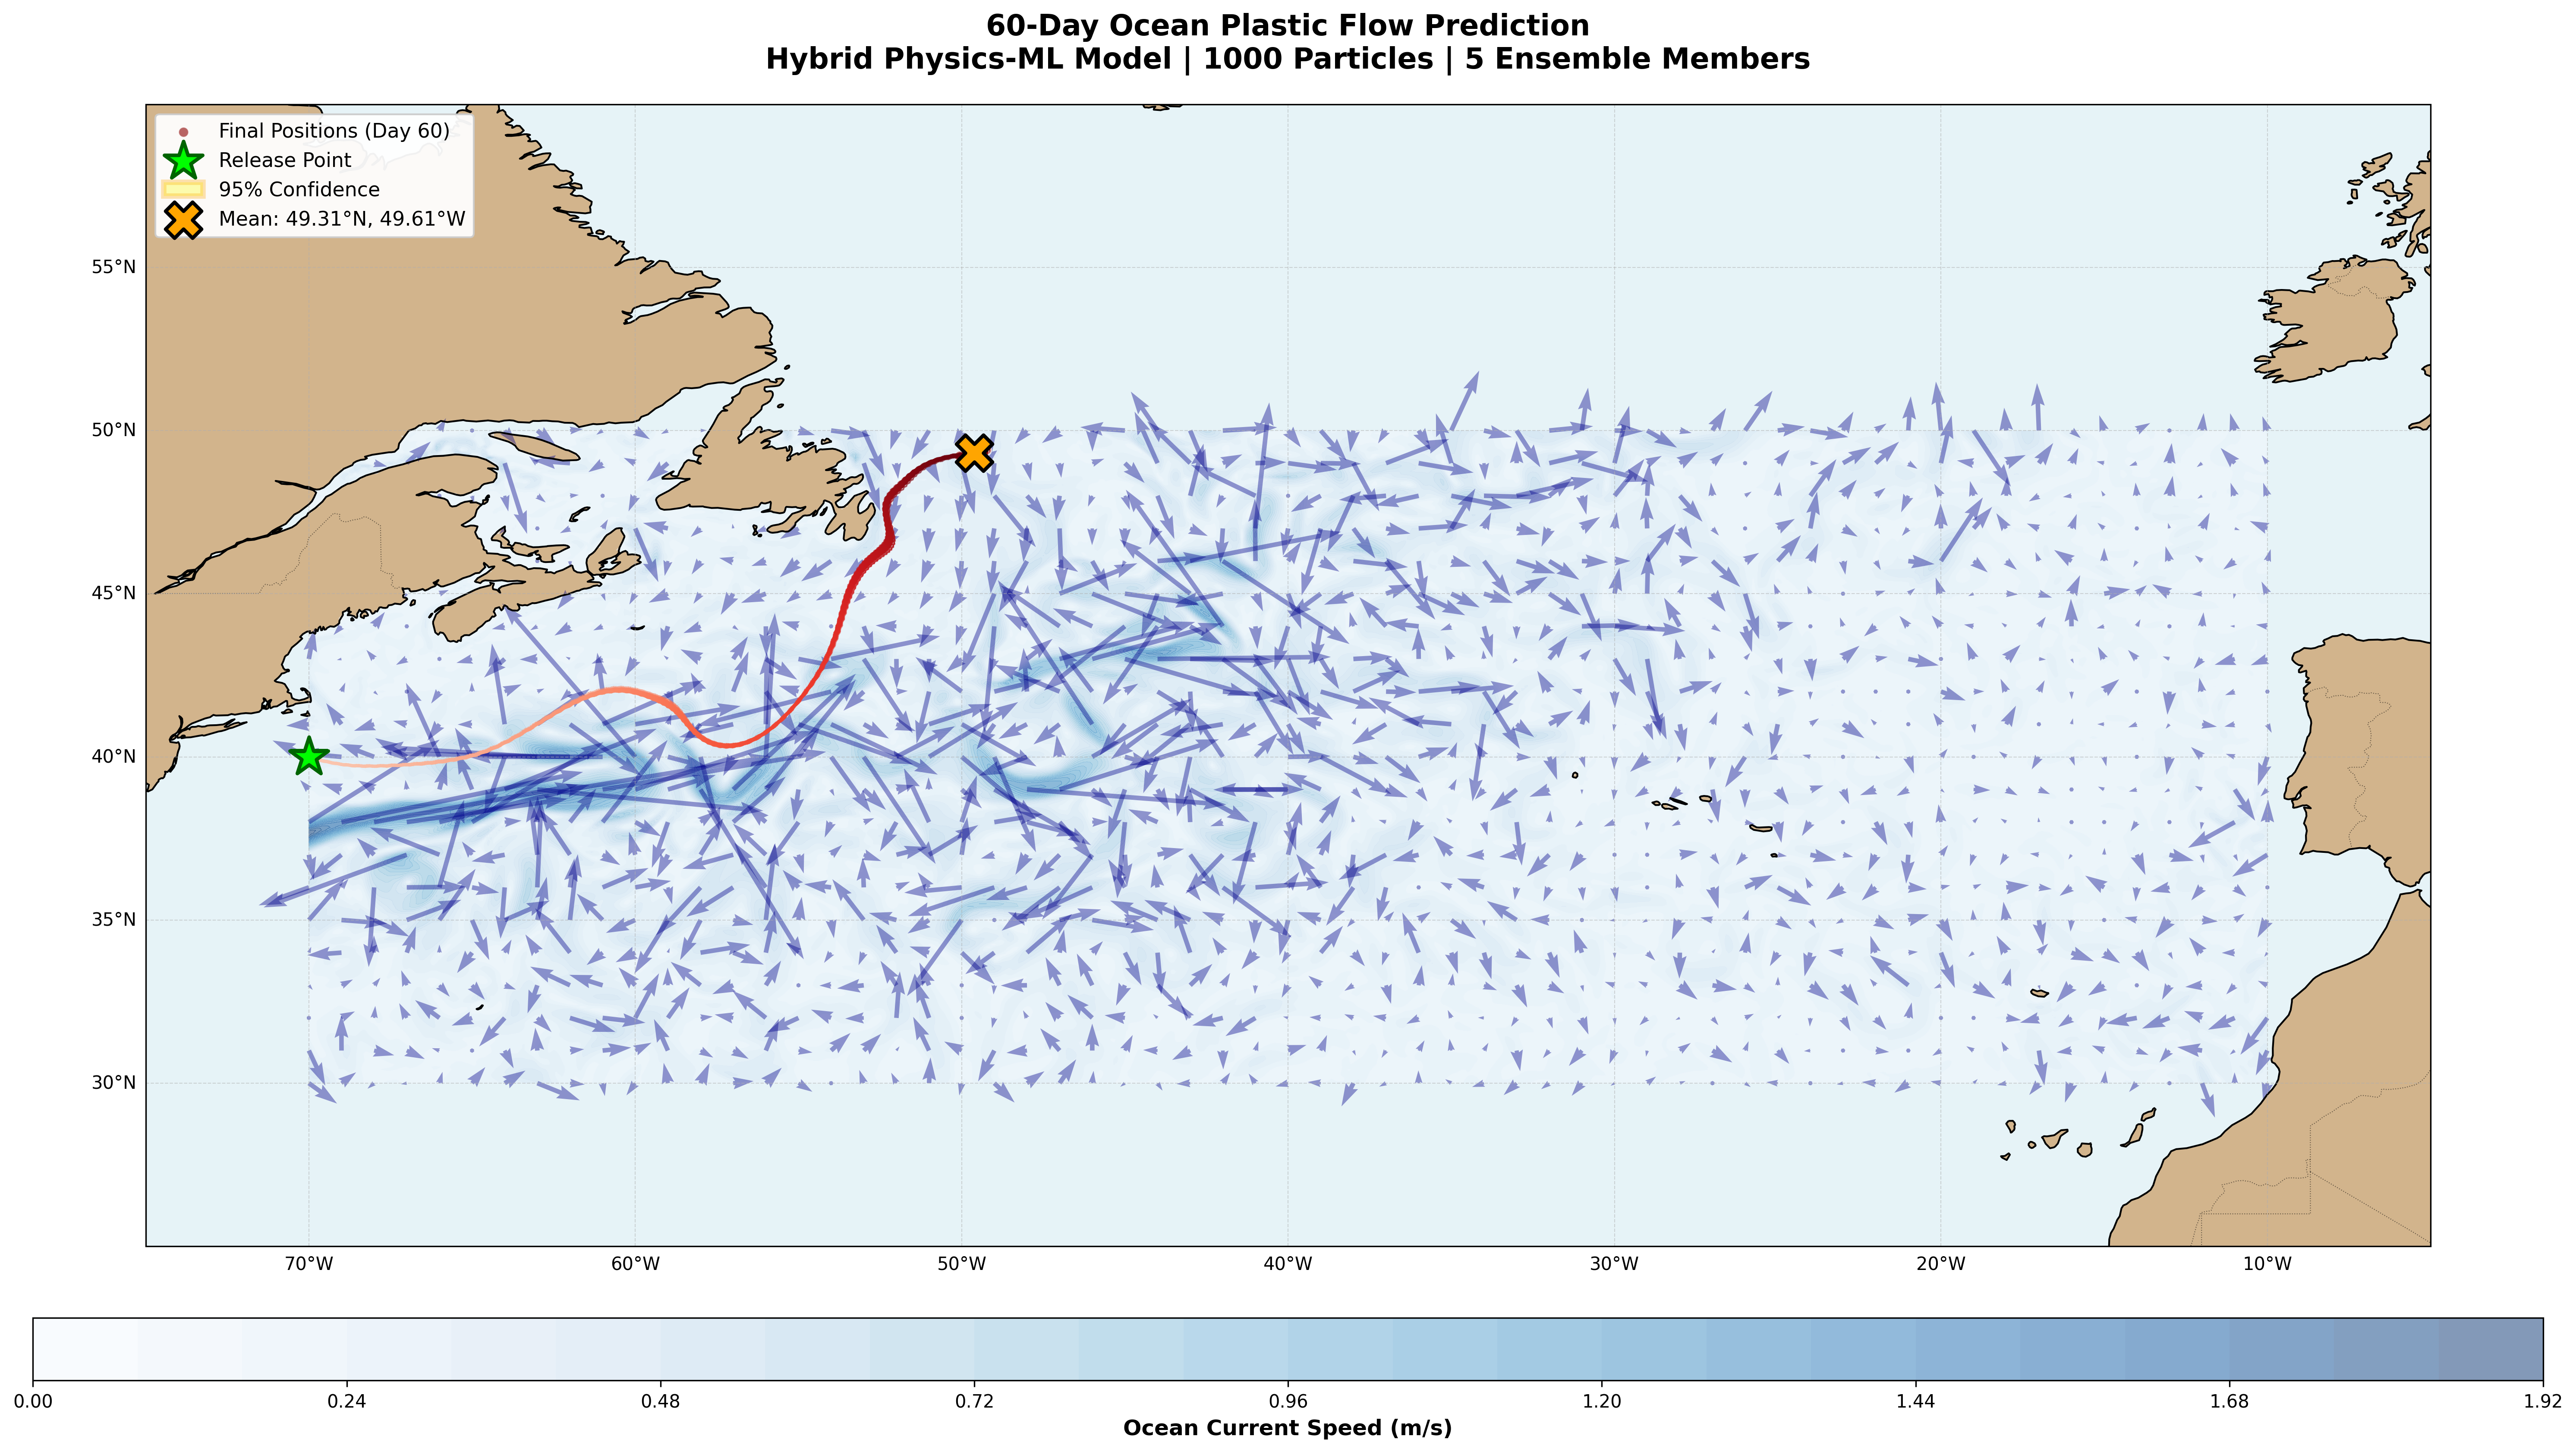 60-Day Ocean Plastic Flow Prediction
Hybrid Physics-ML Model | 1000 Particles | 5 Ensemble Members
Final Positions (Day 60)
Release Point
95% Confidence
Mean: 49.31°N, 49.61°W
55°N
50°N
45°N
40°N
35°N
30°N
70°W
60°W
50°W
40°W
30°W
20°W
10°W
0.00
0.24
0.48
0.72
0.96
1.20
1.44
1.68
1.92
Ocean Current Speed (m/s)